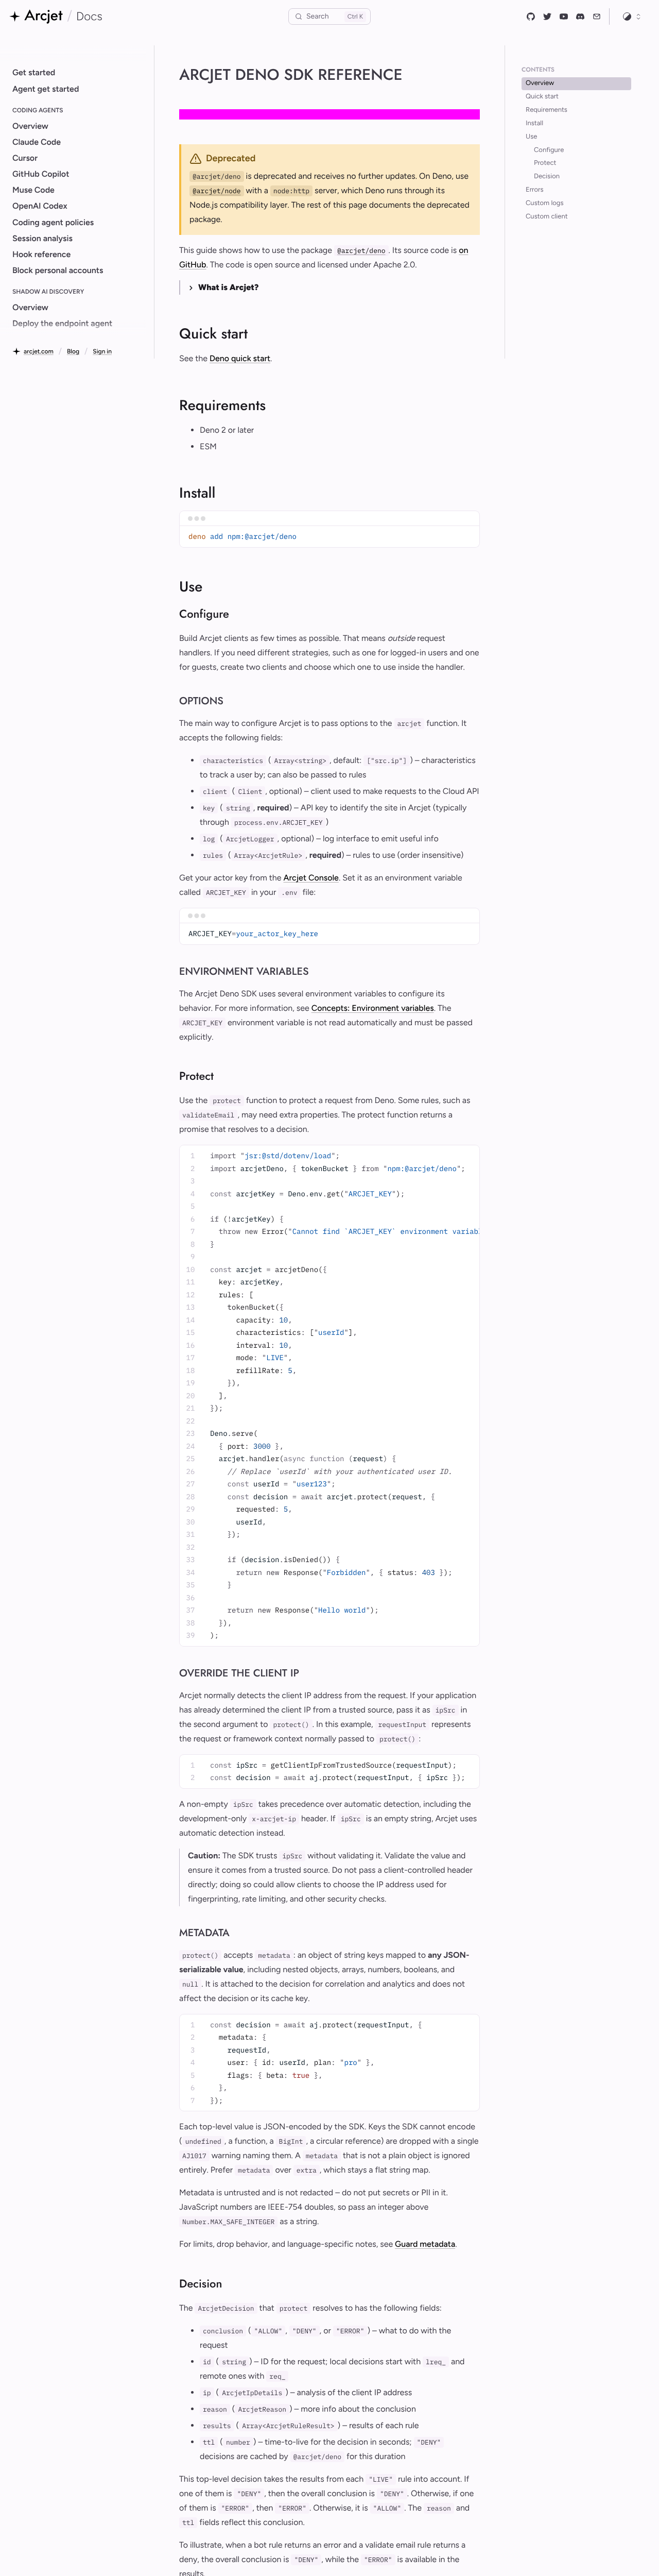 Arcjet / Docs
Search Ctrl K
Get started
Agent get started
CODING AGENTS
Overview
Claude Code
Cursor
GitHub Copilot
Muse Code
OpenAI Codex
Coding agent policies
Session analysis
Hook reference
Block personal accounts
SHADOW AI DISCOVERY
Overview
Deploy the endpoint agent
arcjet.com / Blog / Sign in
ARCJET DENO SDK REFERENCE
Deprecated
@arcjet/deno is deprecated and receives no further updates. On Deno, use
@arcjet/node with a node:http server, which Deno runs through its
Node.js compatibility layer. The rest of this page documents the deprecated
package.
This guide shows how to use the package @arcjet/deno. Its source code is on
GitHub. The code is open source and licensed under Apache 2.0.
What is Arcjet?
Quick start
See the Deno quick start.
Requirements
• Deno 2 or later
• ESM
Install
deno add npm:@arcjet/deno
Use
Configure
Build Arcjet clients as few times as possible. That means outside request
handlers. If you need different strategies, such as one for logged-in users and one
for guests, create two clients and choose which one to use inside the handler.
OPTIONS
The main way to configure Arcjet is to pass options to the arcjet function. It
accepts the following fields:
• characteristics (Array<string>, default: ["src.ip"]) – characteristics
to track a user by; can also be passed to rules
• client (Client, optional) – client used to make requests to the Cloud API
• key (string, required) – API key to identify the site in Arcjet (typically
through process.env.ARCJET_KEY)
• log (ArcjetLogger, optional) – log interface to emit useful info
• rules (Array<ArcjetRule>, required) – rules to use (order insensitive)
Get your actor key from the Arcjet Console. Set it as an environment variable
called ARCJET_KEY in your .env file:
ARCJET_KEY=your_actor_key_here
ENVIRONMENT VARIABLES
The Arcjet Deno SDK uses several environment variables to configure its
behavior. For more information, see Concepts: Environment variables. The
ARCJET_KEY environment variable is not read automatically and must be passed
explicitly.
Protect
Use the protect function to protect a request from Deno. Some rules, such as
validateEmail, may need extra properties. The protect function returns a
promise that resolves to a decision.
1 import "jsr:@std/dotenv/load";
2 import arcjetDeno, { tokenBucket } from "npm:@arcjet/deno";
3
4 const arcjetKey = Deno.env.get("ARCJET_KEY");
5
6 if (!arcjetKey) {
7 throw new Error("Cannot find `ARCJET_KEY` environment variab
8 }
9
10 const arcjet = arcjetDeno({
11 key: arcjetKey,
12 rules: [
13 tokenBucket({
14 capacity: 10,
15 characteristics: ["userId"],
16 interval: 10,
17 mode: "LIVE",
18 refillRate: 5,
19 }),
20 ],
21 });
22
23 Deno.serve(
24 { port: 3000 },
25 arcjet.handler(async function (request) {
26 // Replace `userId` with your authenticated user ID.
27 const userId = "user123";
28 const decision = await arcjet.protect(request, {
29 requested: 5,
30 userId,
31 });
32
33 if (decision.isDenied()) {
34 return new Response("Forbidden", { status: 403 });
35 }
36
37 return new Response("Hello world");
38 }),
39 );
OVERRIDE THE CLIENT IP
Arcjet normally detects the client IP address from the request. If your application
has already determined the client IP from a trusted source, pass it as ipSrc in
the second argument to protect(). In this example, requestInput represents
the request or framework context normally passed to protect():
1 const ipSrc = getClientIpFromTrustedSource(requestInput);
2 const decision = await aj.protect(requestInput, { ipSrc });
A non-empty ipSrc takes precedence over automatic detection, including the
development-only x-arcjet-ip header. If ipSrc is an empty string, Arcjet uses
automatic detection instead.
Caution: The SDK trusts ipSrc without validating it. Validate the value and
ensure it comes from a trusted source. Do not pass a client-controlled header
directly; doing so could allow clients to choose the IP address used for
fingerprinting, rate limiting, and other security checks.
METADATA
protect() accepts metadata: an object of string keys mapped to any JSON-
serializable value, including nested objects, arrays, numbers, booleans, and
null. It is attached to the decision for correlation and analytics and does not
affect the decision or its cache key.
1 const decision = await aj.protect(requestInput, {
2 metadata: {
3 requestId,
4 user: { id: userId, plan: "pro" },
5 flags: { beta: true },
6 },
7 });
Each top-level value is JSON-encoded by the SDK. Keys the SDK cannot encode
(undefined, a function, a BigInt, a circular reference) are dropped with a single
AJ1017 warning naming them. A metadata that is not a plain object is ignored
entirely. Prefer metadata over extra, which stays a flat string map.
Metadata is untrusted and is not redacted – do not put secrets or PII in it.
JavaScript numbers are IEEE-754 doubles, so pass an integer above
Number.MAX_SAFE_INTEGER as a string.
For limits, drop behavior, and language-specific notes, see Guard metadata.
Decision
The ArcjetDecision that protect resolves to has the following fields:
• conclusion ("ALLOW", "DENY", or "ERROR") – what to do with the
request
• id (string) – ID for the request; local decisions start with lreq_ and
remote ones with req_
• ip (ArcjetIpDetails) – analysis of the client IP address
• reason (ArcjetReason) – more info about the conclusion
• results (Array<ArcjetRuleResult>) – results of each rule
• ttl (number) – time-to-live for the decision in seconds; "DENY"
decisions are cached by @arcjet/deno for this duration
This top-level decision takes the results from each "LIVE" rule into account. If
one of them is "DENY", then the overall conclusion is "DENY". Otherwise, if one
of them is "ERROR", then "ERROR". Otherwise, it is "ALLOW". The reason and
ttl fields reflect this conclusion.
To illustrate, when a bot rule returns an error and a validate email rule returns a
deny, the overall conclusion is "DENY", while the "ERROR" is available in the
results.
CONTENTS
Overview
Quick start
Requirements
Install
Use
Configure
Protect
Decision
Errors
Custom logs
Custom client